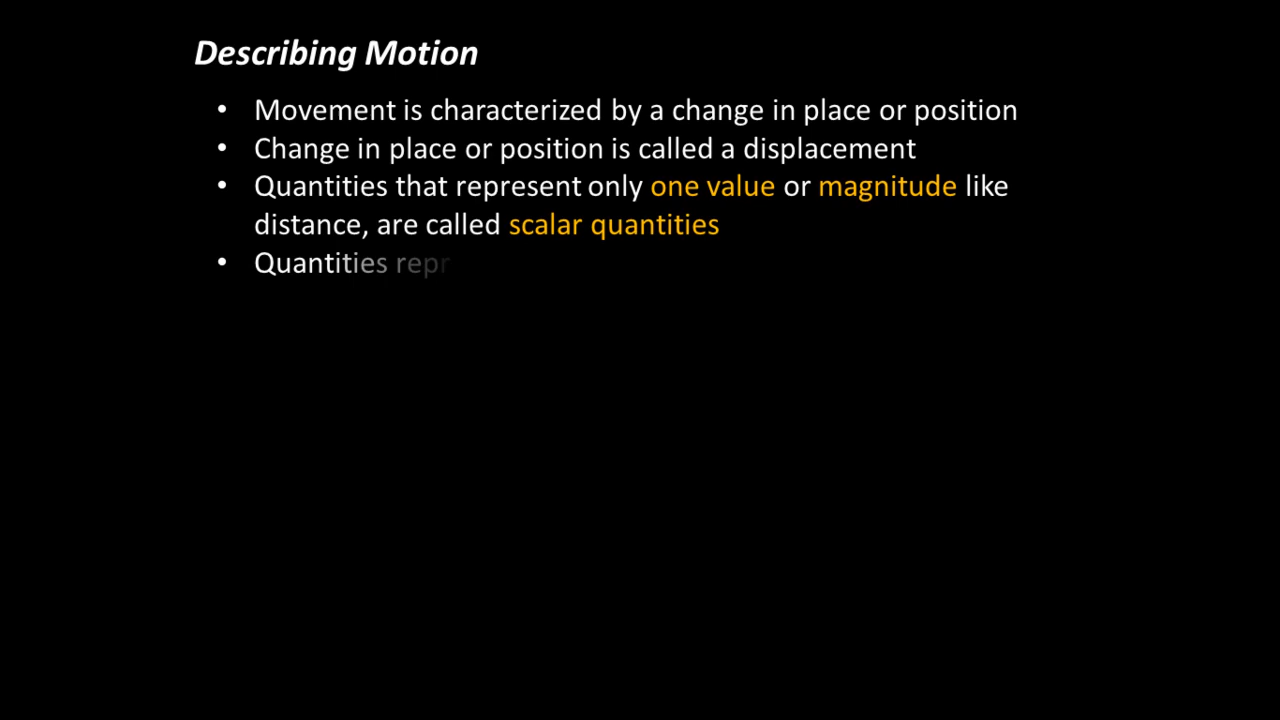 Describing Motion
• Movement is characterized by a change in place or position
• Change in place or position is called a displacement
• Quantities that represent only one value or magnitude like
distance, are called scalar quantities
• Quantities repr